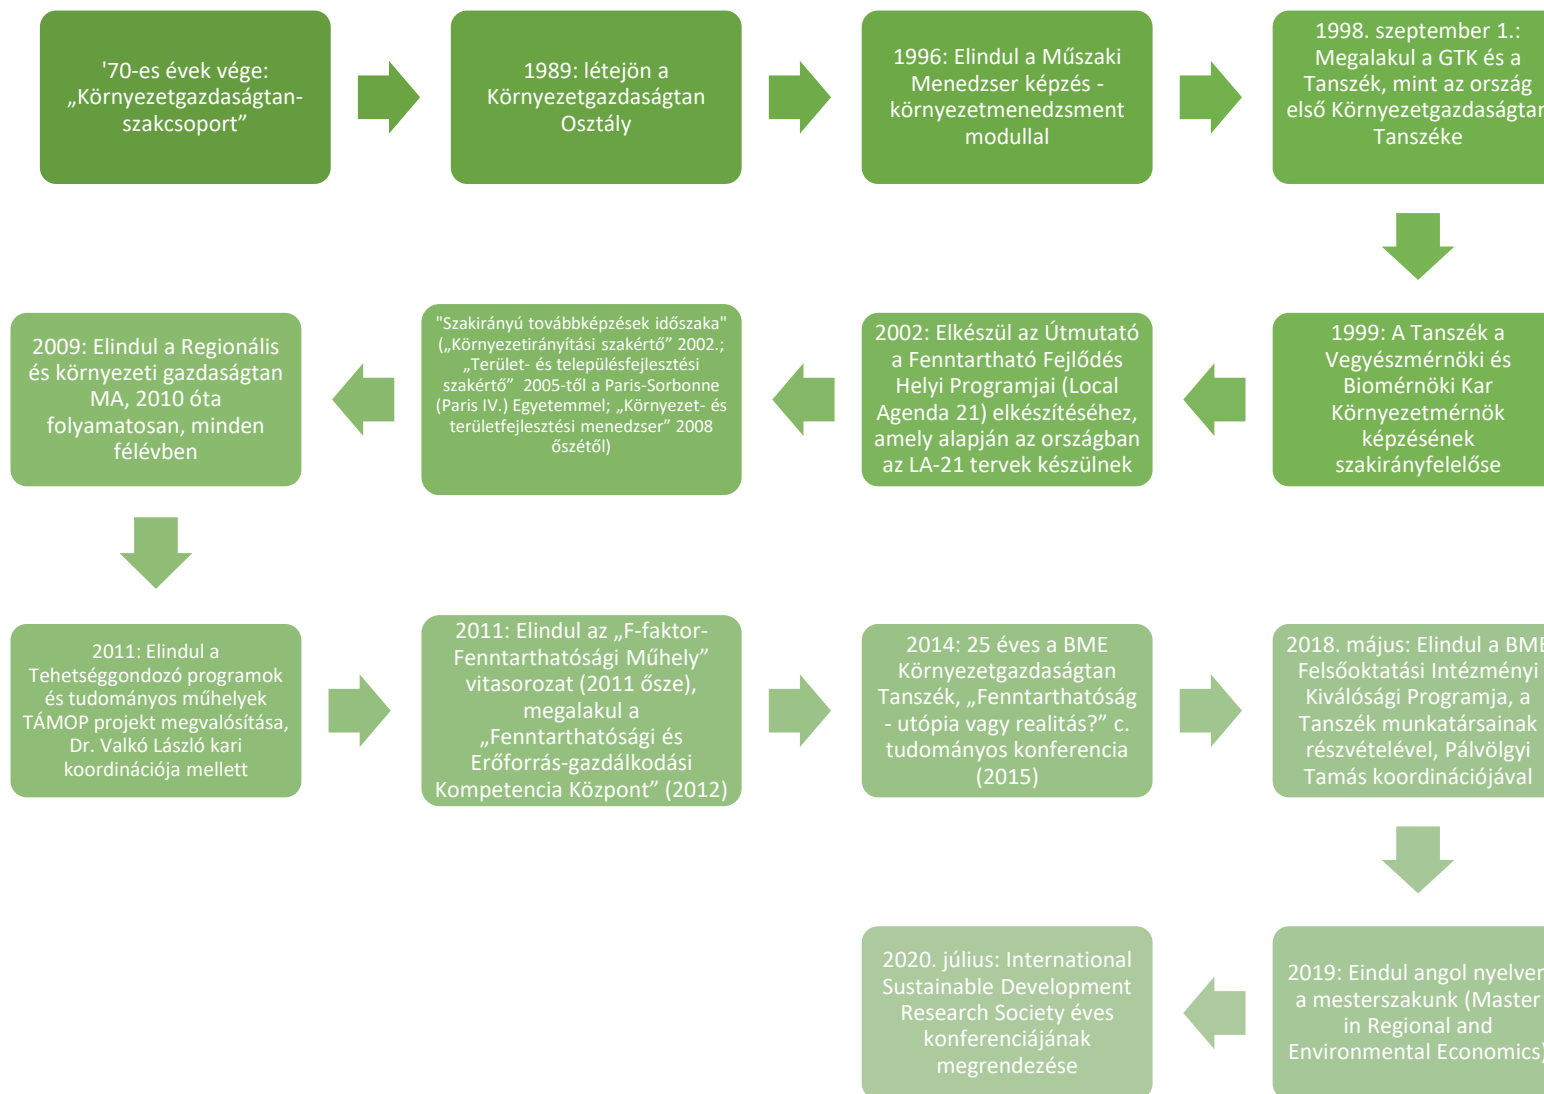 '70-es évek vége:
„Környezetgazdaságtan-
szakcsoport”
1989: létejön a
Környezetgazdaságtan
Osztály
1996: Elindul a Műszaki
Menedzser képzés -
környezetmenedzsment
modullal
1998. szeptember 1.:
Megalakul a GTK és a
Tanszék, mint az ország
első Környezetgazdaságtan
Tanszéke
1999: A Tanszék a
Vegyészmérnöki és
Biomérnöki Kar
Környezetmérnök
képzésének
szakirányfelelőse
2002: Elkészül az Útmutató
a Fenntartható Fejlődés
Helyi Programjai (Local
Agenda 21) elkészítéséhez,
amely alapján az országban
az LA-21 tervek készülnek
"Szakirányú továbbképzések időszaka"
(„Környezetirányítási szakértő” 2002.;
„Terület- és településfejlesztési
szakértő” 2005-től a Paris-Sorbonne
(Paris IV.) Egyetemmel; „Környezet- és
területfejlesztési menedzser” 2008
őszétől)
2009: Elindul a Regionális
és környezeti gazdaságtan
MA, 2010 óta
folyamatosan, minden
félévben
2011: Elindul a
Tehetséggondozó programok
és tudományos műhelyek
TÁMOP projekt megvalósítása,
Dr. Valkó László kari
koordinációja mellett
2011: Elindul az „F-faktor-
Fenntarthatósági Műhely”
vitasorozat (2011 ősze),
megalakul a
„Fenntarthatósági és
Erőforrás-gazdálkodási
Kompetencia Központ” (2012)
2014: 25 éves a BME
Környezetgazdaságtan
Tanszék, „Fenntarthatóság
- utópia vagy realitás?” c.
tudományos konferencia
(2015)
2018. május: Elindul a BME
Felsőoktatási Intézményi
Kiválósági Programja, a
Tanszék munkatársainak
részvételével, Pálvölgyi
Tamás koordinációjával
2019: Eindul angol nyelven
a mesterszakunk (Master
in Regional and
Environmental Economics)
2020. július: International
Sustainable Development
Research Society éves
konferenciájának
megrendezése